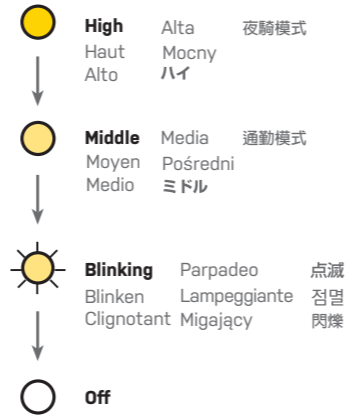 High Alta 夜騎模式
Haut Mocny
Alto ハイ
Middle Media 通勤模式
Moyen Pośredni
Medio ミドル
Blinking Parpadeo 点滅
Blinken Lampeggiante 점멸
Clignotant Migający 閃爍
Off